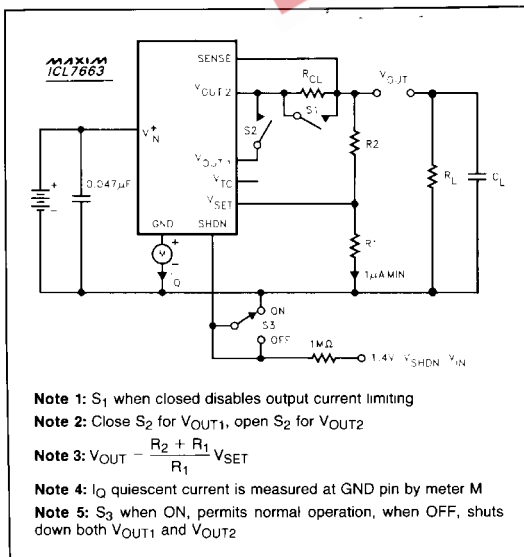 MAXIM
ICL7663
SENSE
VOUT2
RCL
VOUT
S1
S2
R2
V+IN
VOUT1
VTC
VSET
0.047µF
RL
CL
GND
SHDN
R1
M
IQ
1µA MIN
ON
S3
OFF
1MΩ
1.4V VSHDN VIN
Note 1: S1 when closed disables output current limiting
Note 2: Close S2 for VOUT1, open S2 for VOUT2
Note 3: VOUT - R2 + R1 / R1 VSET
Note 4: IQ quiescent current is measured at GND pin by meter M
Note 5: S3 when ON, permits normal operation, when OFF, shuts
down both VOUT1 and VOUT2